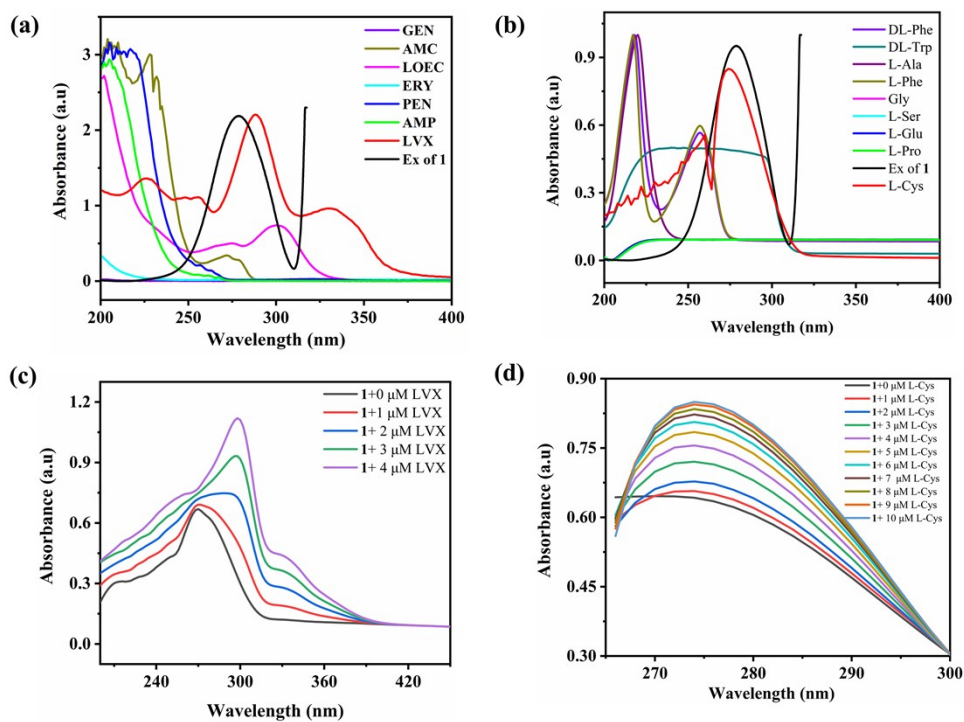 (a)
Absorbance (a.u)
3
2
1
0
200 250 300 350 400
Wavelength (nm)
GEN
AMC
LOEC
ERY
PEN
AMP
LVX
Ex of 1
(b)
Absorbance (a.u)
0.9
0.6
0.3
0.0
200 250 300 350 400
Wavelength (nm)
DL-Phe
DL-Trp
L-Ala
L-Phe
Gly
L-Ser
L-Glu
L-Pro
Ex of 1
L-Cys
(c)
Absorbance (a.u)
1.2
0.9
0.6
0.3
0.0
240 300 360 420
Wavelength (nm)
1+0 μM LVX
1+1 μM LVX
1+ 2 μM LVX
1+ 3 μM LVX
1+ 4 μM LVX
(d)
Absorbance (a.u)
0.90
0.75
0.60
0.45
0.30
270 280 290 300
Wavelength (nm)
1+0 μM L-Cys
1+1 μM L-Cys
1+2 μM L-Cys
1+ 3 μM L-Cys
1+ 4 μM L-Cys
1+ 5 μM L-Cys
1+ 6 μM L-Cys
1+ 7 μM L-Cys
1+ 8 μM L-Cys
1+ 9 μM L-Cys
1+ 10 μM L-Cys